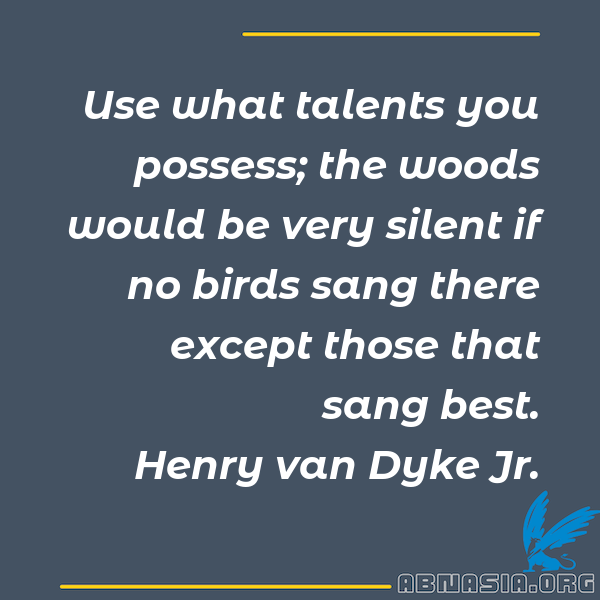 Use what talents you
possess; the woods
would be very silent if
no birds sang there
except those that
sang best.
Henry van Dyke Jr.
ABNASIA.ORG